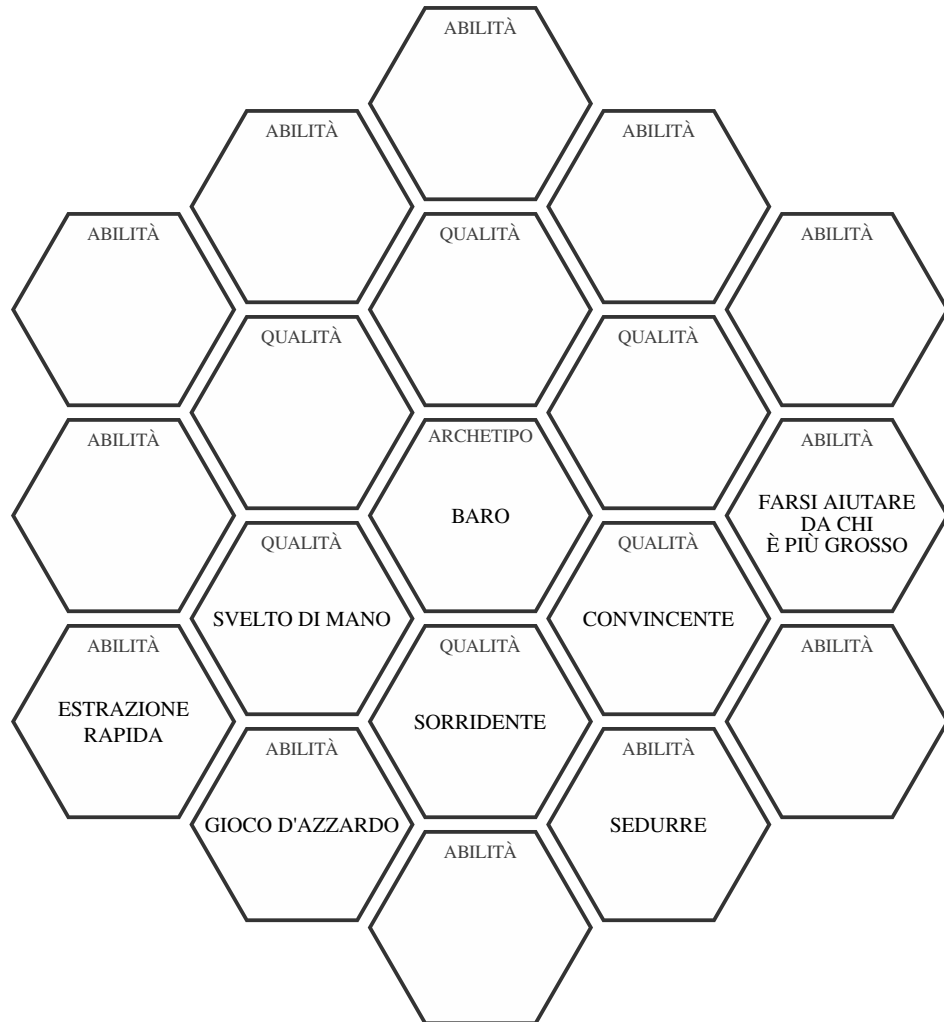 ABILITÀ
ABILITÀ
ABILITÀ
ABILITÀ
QUALITÀ
ABILITÀ
QUALITÀ
QUALITÀ
ABILITÀ
ARCHETIPO
BARO
ABILITÀ
FARSI AIUTARE
DA CHI
È PIÙ GROSSO
QUALITÀ
SVELTO DI MANO
QUALITÀ
CONVINCENTE
ABILITÀ
ESTRAZIONE
RAPIDA
QUALITÀ
SORRIDENTE
ABILITÀ
ABILITÀ
GIOCO D'AZZARDO
ABILITÀ
SEDURRE
ABILITÀ